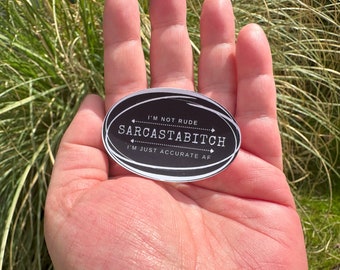 I'M NOT RUDE
SARCASTABITCH
I'M JUST ACCURATE AF